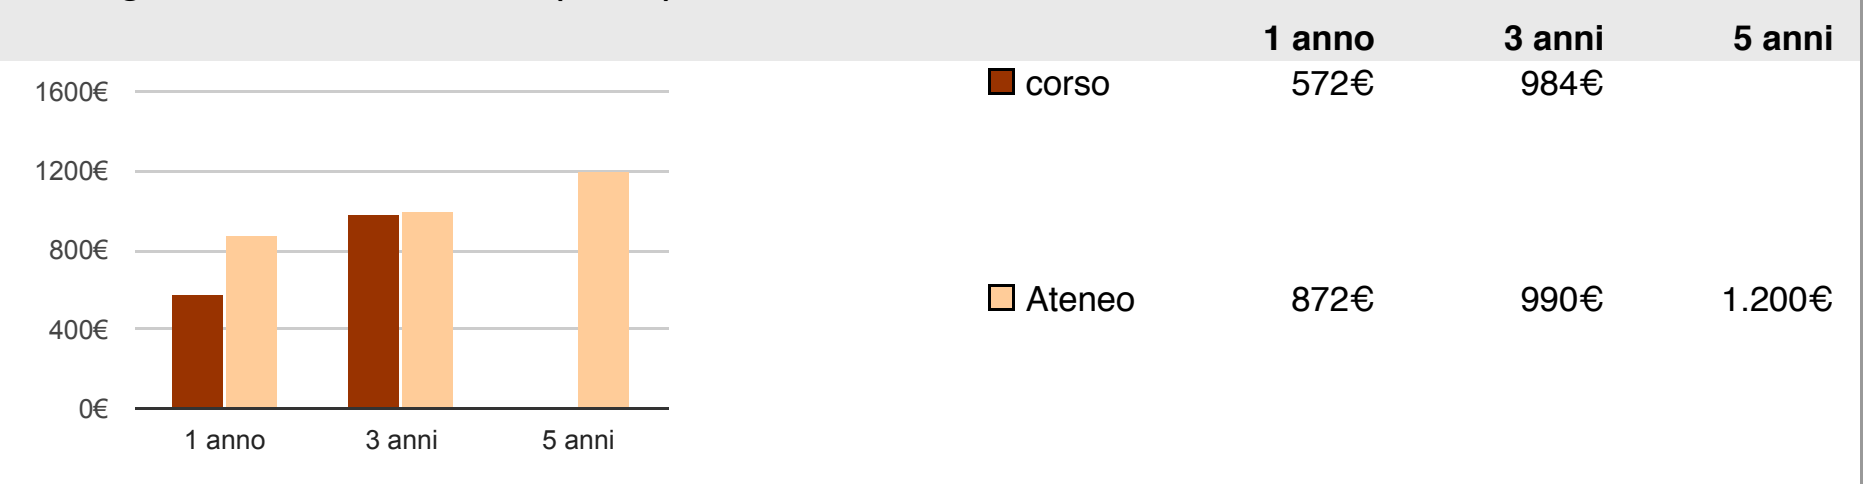 1 anno 3 anni 5 anni
1600€
1200€
800€
400€
0€
1 anno 3 anni 5 anni
corso 572€ 984€
Ateneo 872€ 990€ 1.200€